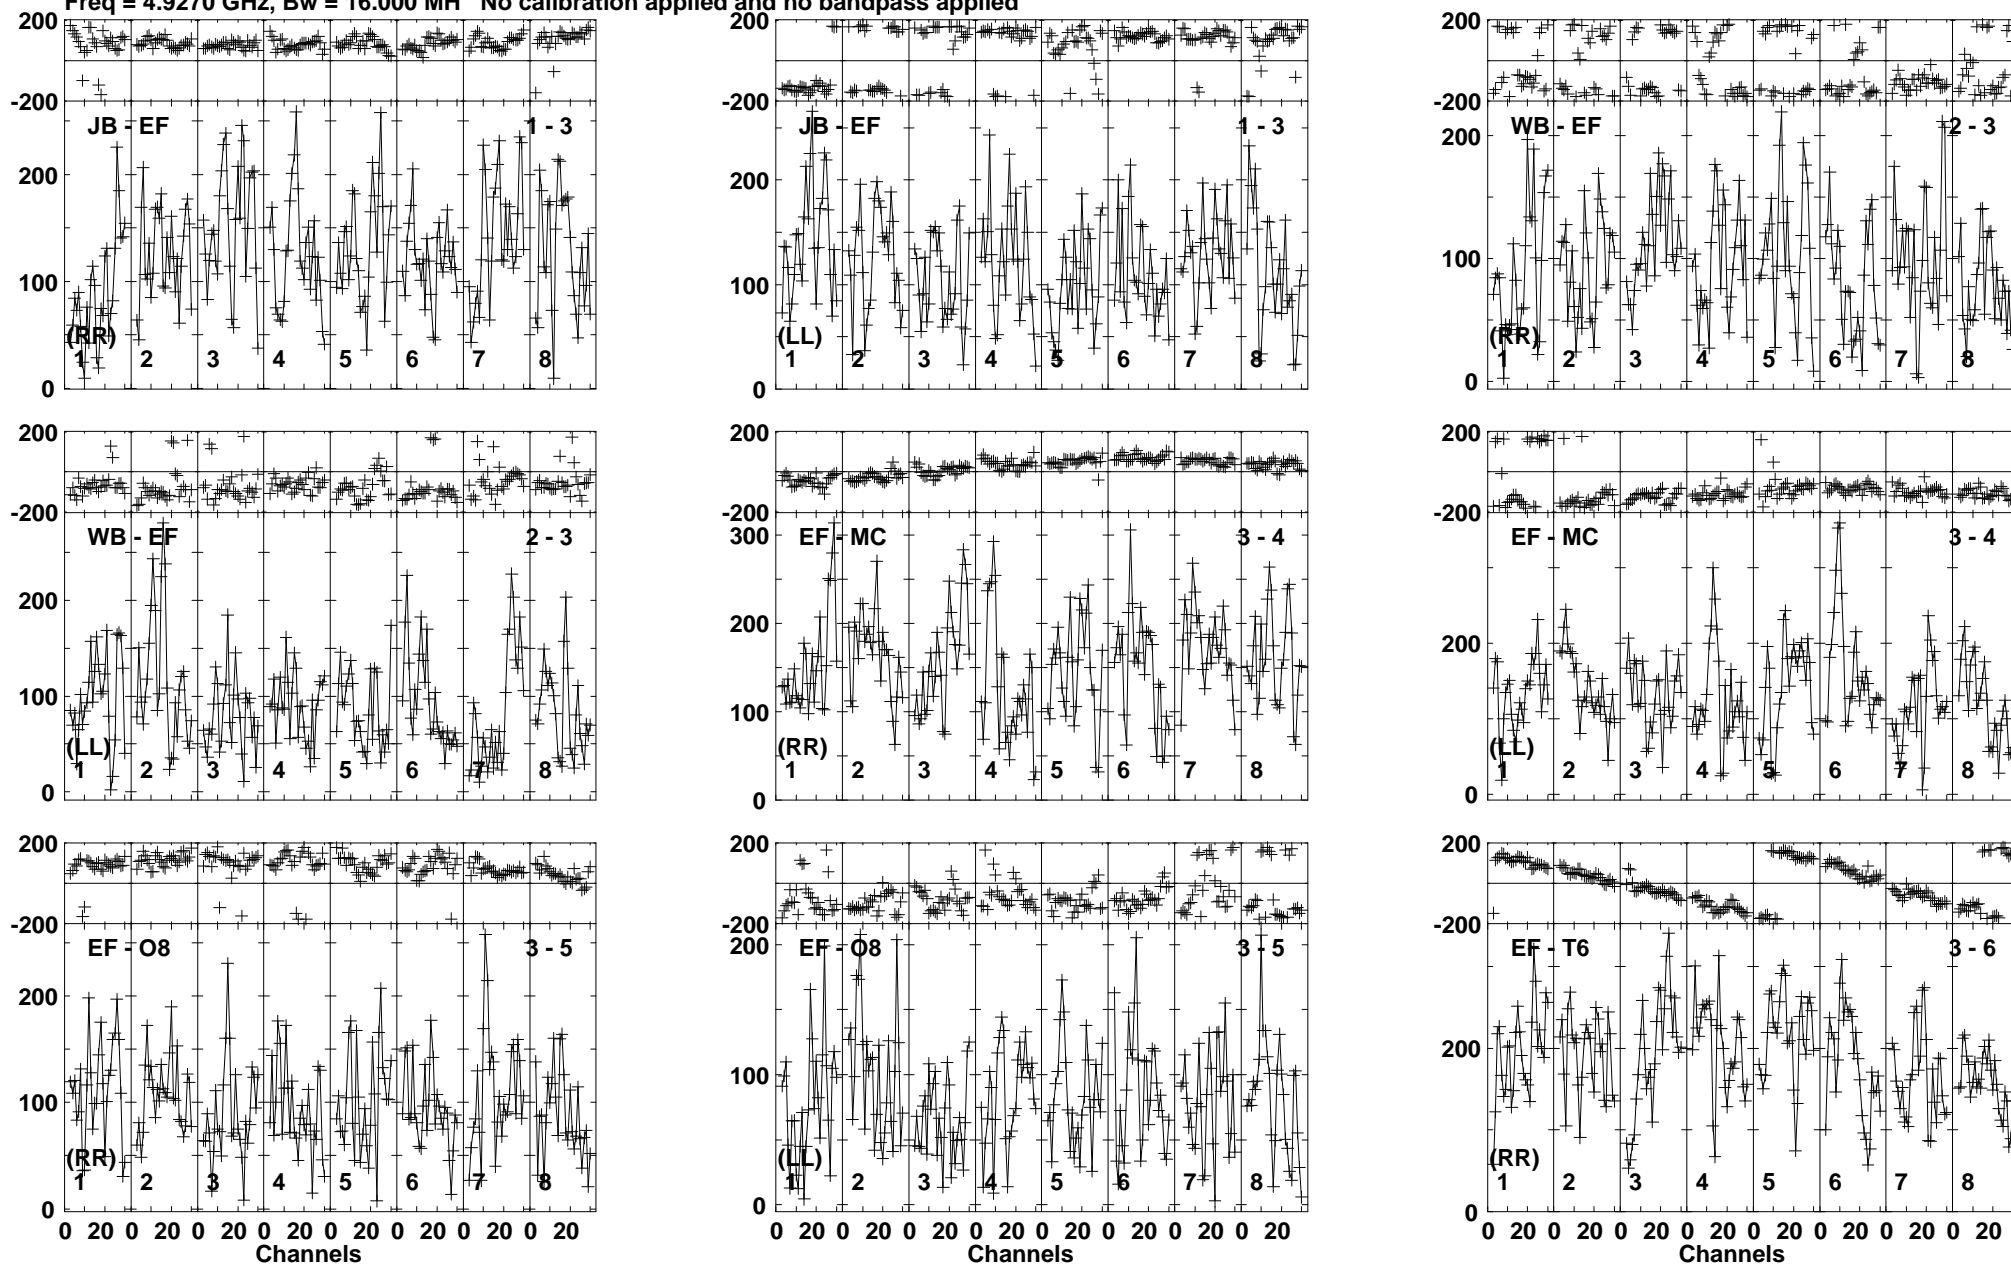 Freq = 4.9270 GHz, Bw = 16.000 MH No calibration applied and no bandpass applied
200 200 200
-200 -200 -200
JB - EF 1 - 3 JB - EF 1 - 3 WB - EF 2 - 3
200 200 200
100 100 100
(RR) (LL) (RR)
1 2 3 4 5 6 7 8 1 2 3 4 5 6 7 8 1 2 3 4 5 6 7 8
0 0 0
200 200 200
-200 -200 -200
WB - EF 2 - 3 EF - MC 3 - 4 EF - MC 3 - 4
300
200 200 200
100 100
(LL) (RR) (LL)
1 2 3 4 5 6 7 8 1 2 3 4 5 6 7 8 1 2 3 4 5 6 7 8
0 0 0
200 200 200
-200 -200 -200
EF - O8 3 - 5 EF - O8 3 - 5 EF - T6 3 - 6
200 200 200
100 100
(RR) (LL) (RR)
1 2 3 4 5 6 7 8 1 2 3 4 5 6 7 8 1 2 3 4 5 6 7 8
0 0 0
0 20 0 20 0 20 0 20 0 20 0 20 0 20 0 20 0 20 0 20 0 20 0 20 0 20 0 20 0 20 0 20 0 20 0 20 0 20 0 20 0 20 0 20 0 20 0 20
Channels Channels Channels